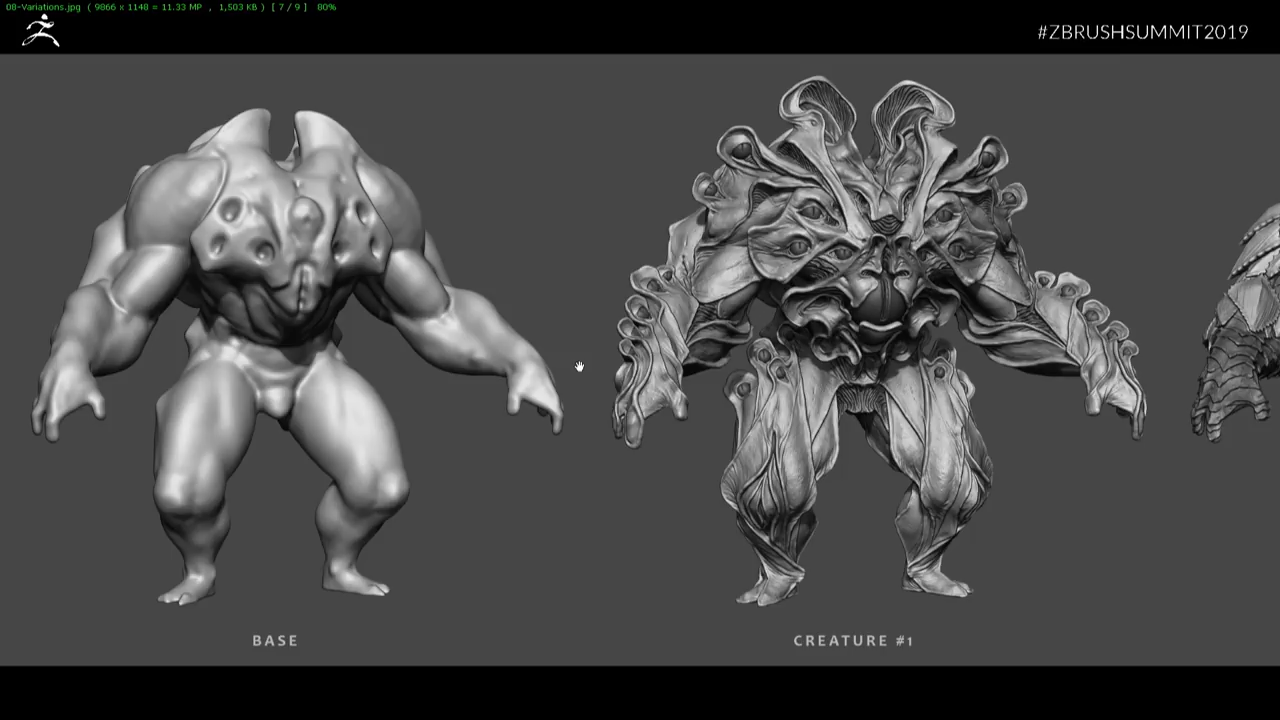 08-Variations.jpg ( 9866 x 1148 = 11.33 MP , 1,503 KB ) [ 7 / 9 ] 80%
#ZBRUSHSUMMIT2019
BASE
CREATURE #1